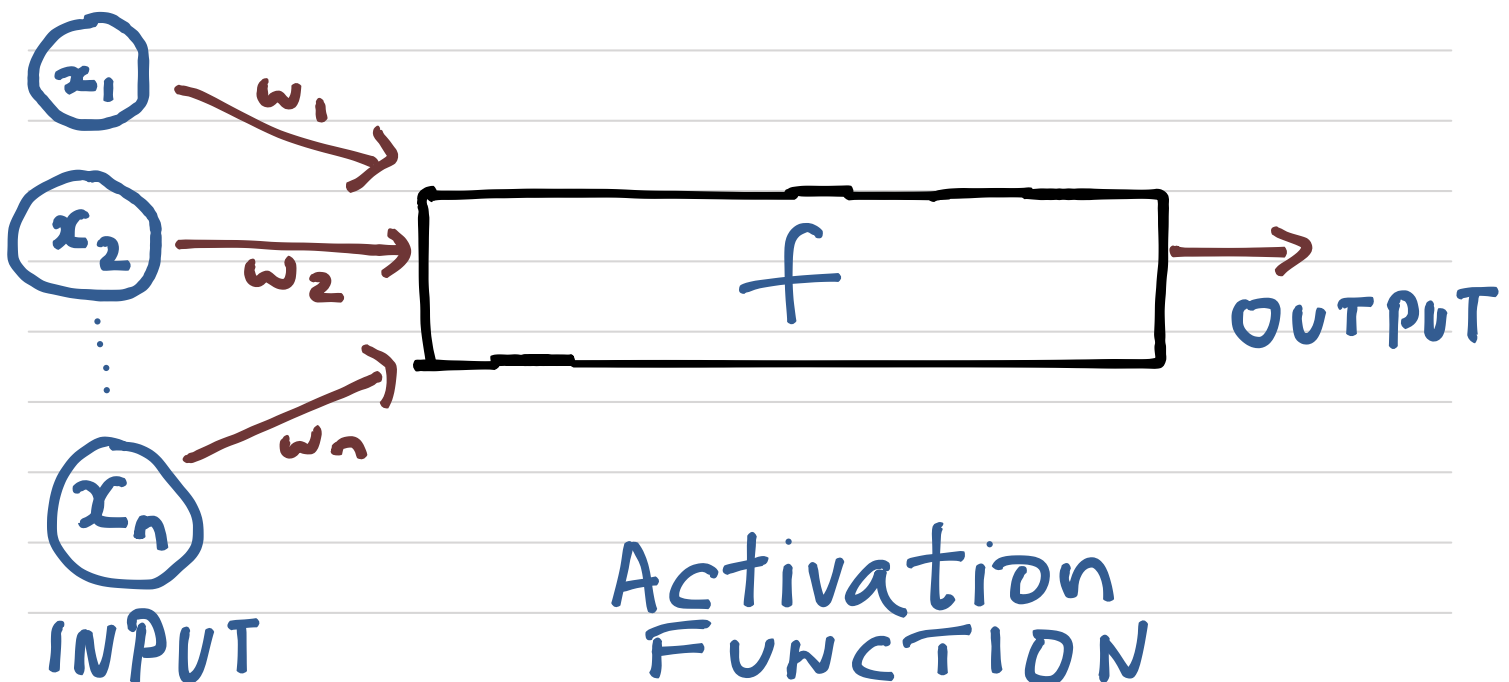 x₁
w₁
x₂
w₂
f
OUTPUT
wₙ
xₙ
INPUT
Activation
FUNCTION